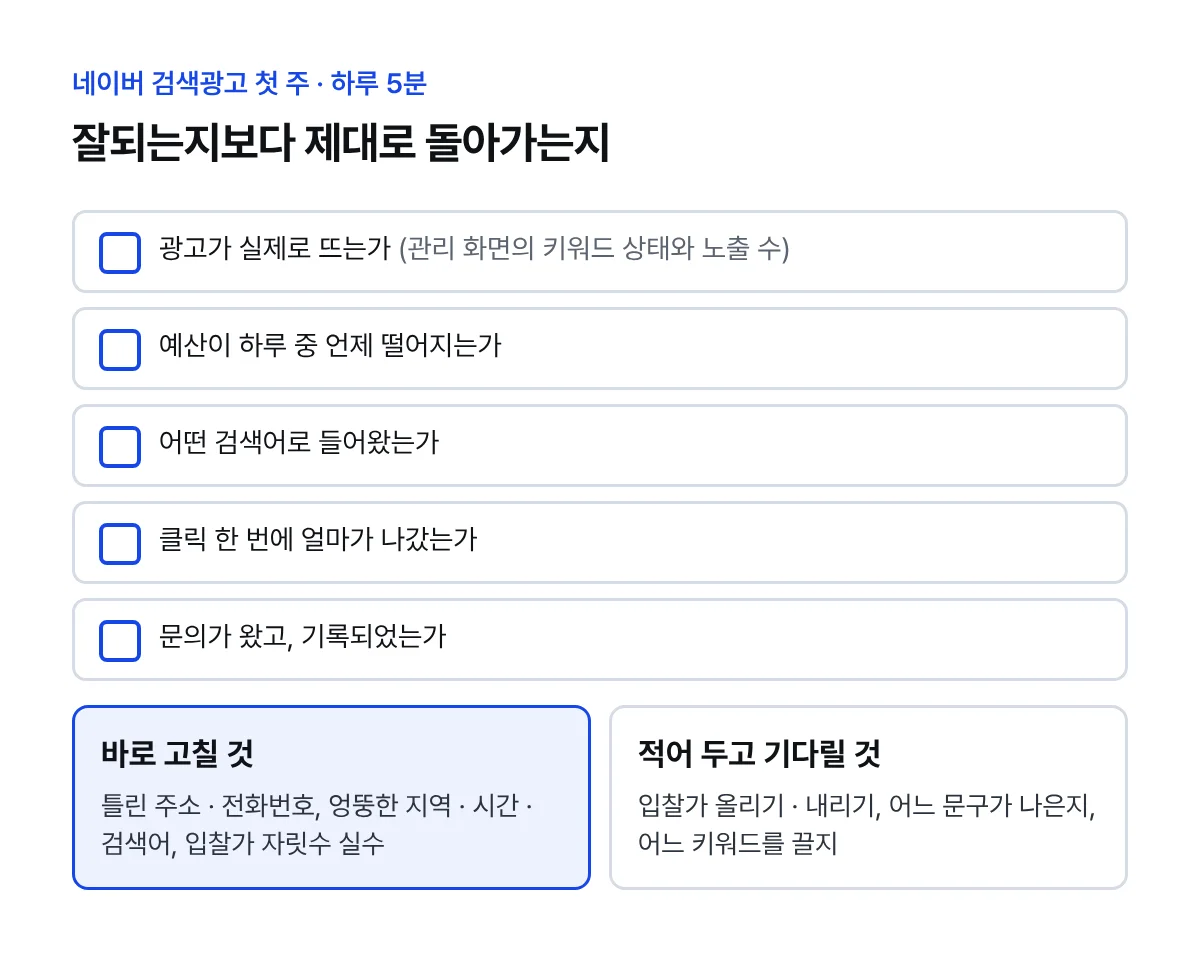 네이버 검색광고 첫 주 · 하루 5분
잘되는지보다 제대로 돌아가는지
광고가 실제로 뜨는가 (관리 화면의 키워드 상태와 노출 수)
예산이 하루 중 언제 떨어지는가
어떤 검색어로 들어왔는가
클릭 한 번에 얼마가 나갔는가
문의가 왔고, 기록되었는가
바로 고칠 것
틀린 주소 · 전화번호, 엉뚱한 지역 · 시간 ·
검색어, 입찰가 자릿수 실수
적어 두고 기다릴 것
입찰가 올리기 · 내리기, 어느 문구가 나은지,
어느 키워드를 끌지